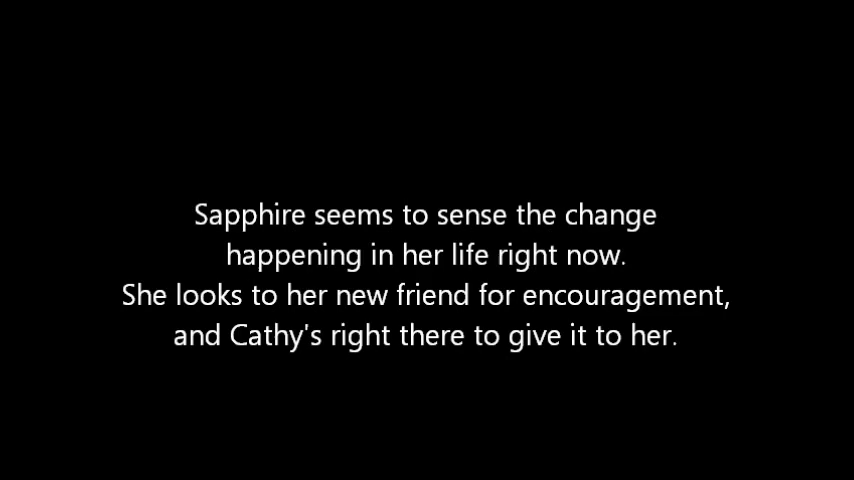 Sapphire seems to sense the change
happening in her life right now.
She looks to her new friend for encouragement,
and Cathy's right there to give it to her.